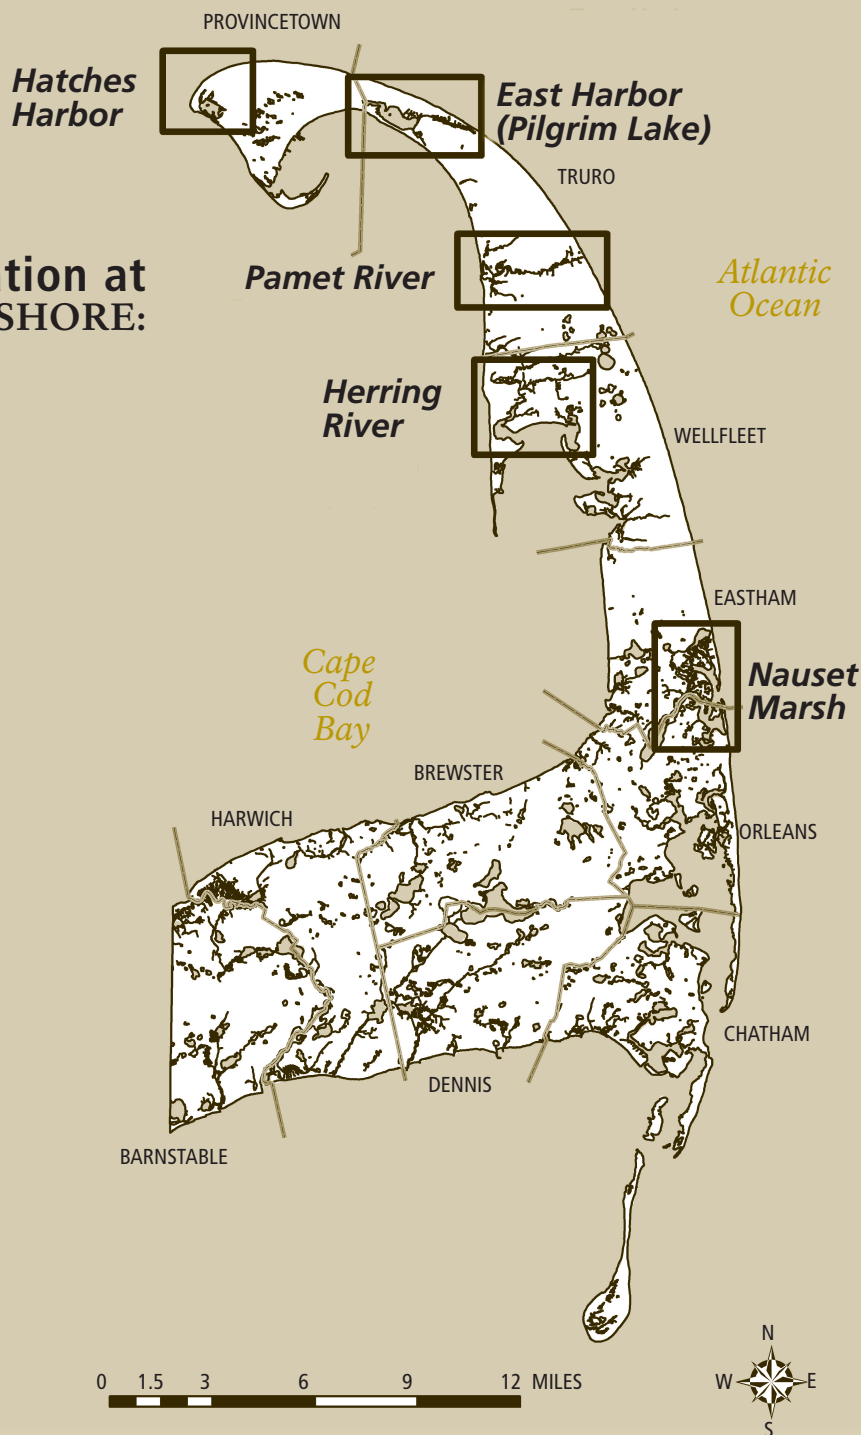 PROVINCETOWN
Hatches
Harbor
East Harbor
(Pilgrim Lake)
TRURO
ation at
SHORE:
Pamet River
Atlantic
Ocean
Herring
River
WELLFLEET
EASTHAM
Cape
Cod
Bay
Nauset
Marsh
BREWSTER
HARWICH
ORLEANS
CHATHAM
DENNIS
BARNSTABLE
N
0 1.5 3 6 9 12 MILES
W E
S